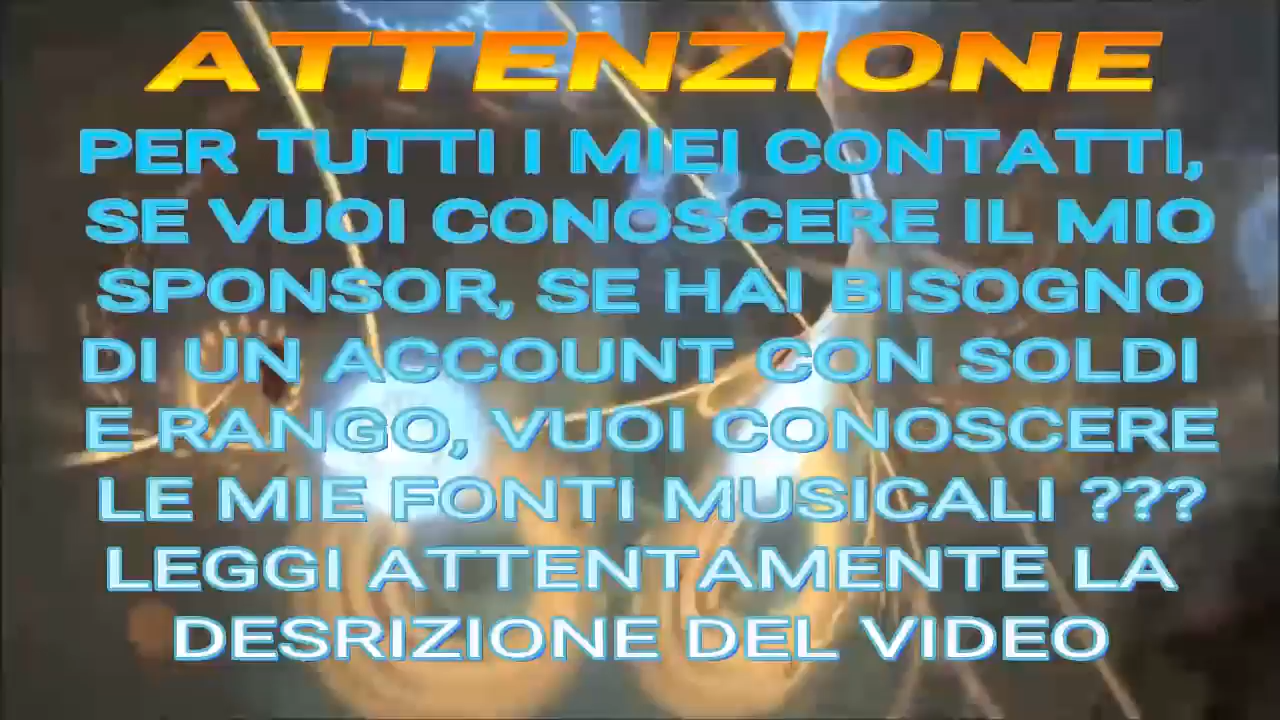 ATTENZIONE
PER TUTTI I MIEI CONTATTI,
SE VUOI CONOSCERE IL MIO
SPONSOR, SE HAI BISOGNO
DI UN ACCOUNT CON SOLDI
E RANGO, VUOI CONOSCERE
LE MIE FONTI MUSICALI ???
LEGGI ATTENTAMENTE LA
DESRIZIONE DEL VIDEO